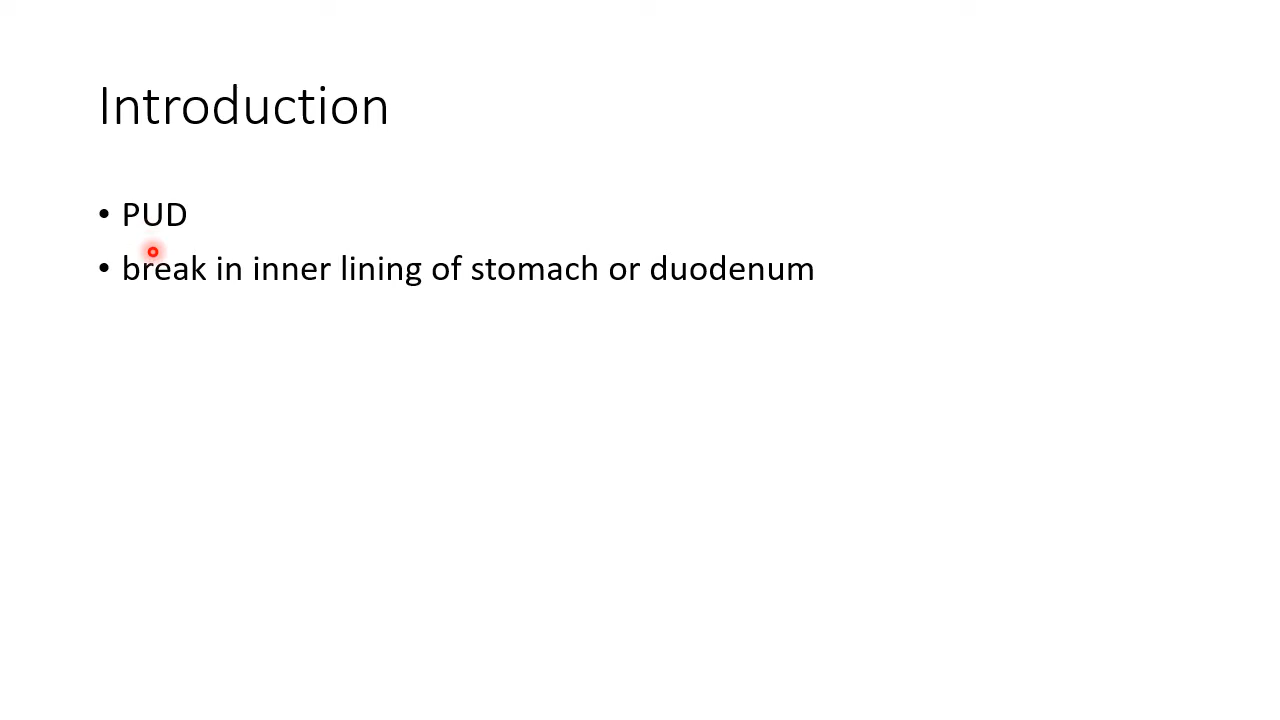 Introduction
• PUD
• break in inner lining of stomach or duodenum